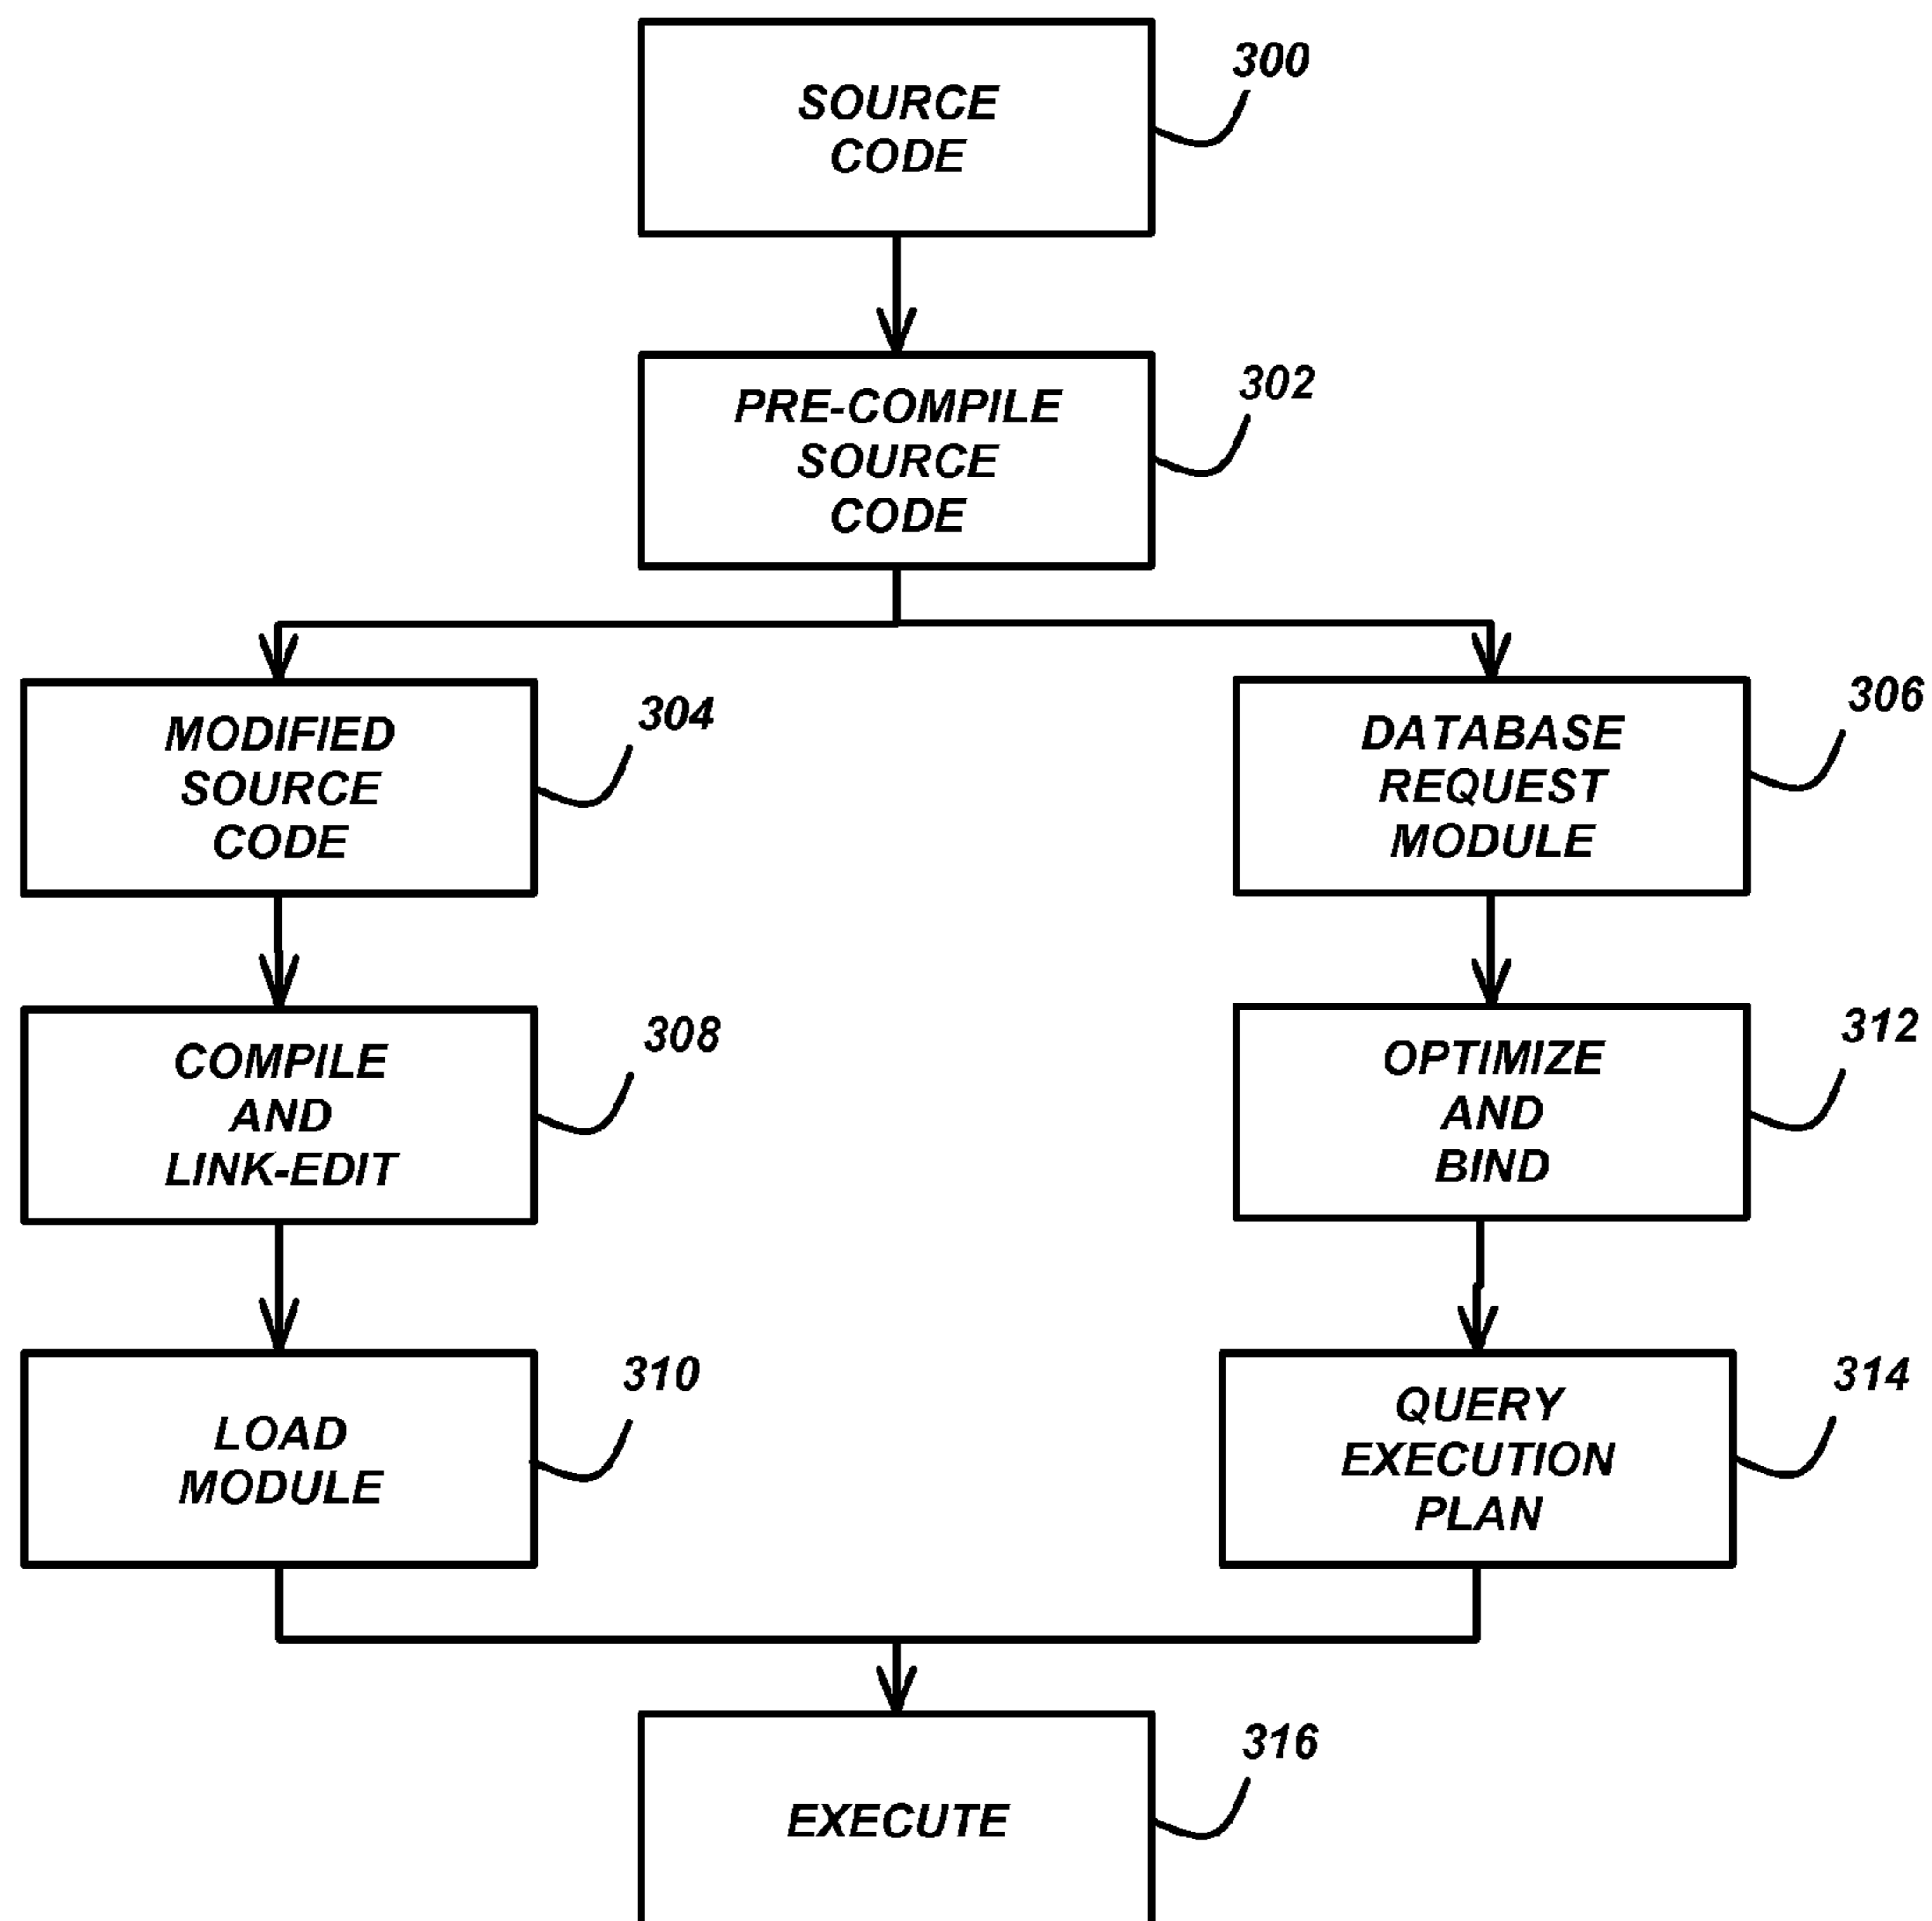 SOURCE
CODE
300
PRE-COMPILE
SOURCE
CODE
302
MODIFIED
SOURCE
CODE
304
DATABASE
REQUEST
MODULE
306
COMPILE
AND
LINK-EDIT
308
OPTIMIZE
AND
BIND
312
LOAD
MODULE
310
QUERY
EXECUTION
PLAN
314
EXECUTE
316